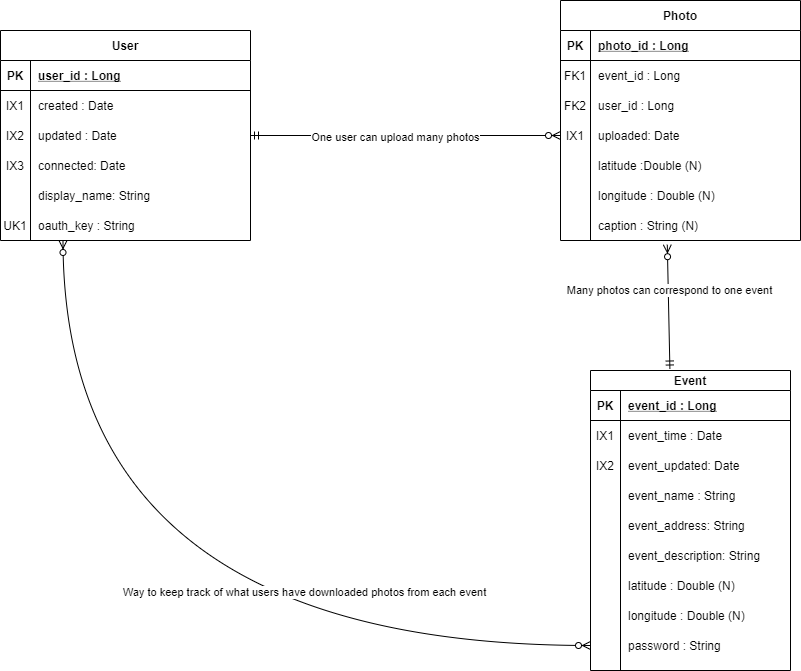 User
PK user_id : Long
IX1 created : Date
IX2 updated : Date
IX3 connected: Date
display_name: String
UK1 oauth_key : String
One user can upload many photos
Photo
PK photo_id : Long
FK1 event_id : Long
FK2 user_id : Long
IX1 uploaded: Date
latitude :Double (N)
longitude : Double (N)
caption : String (N)
Many photos can correspond to one event
Event
PK event_id : Long
IX1 event_time : Date
IX2 event_updated: Date
event_name : String
event_address: String
event_description: String
latitude : Double (N)
longitude : Double (N)
password : String
Way to keep track of what users have downloaded photos from each event